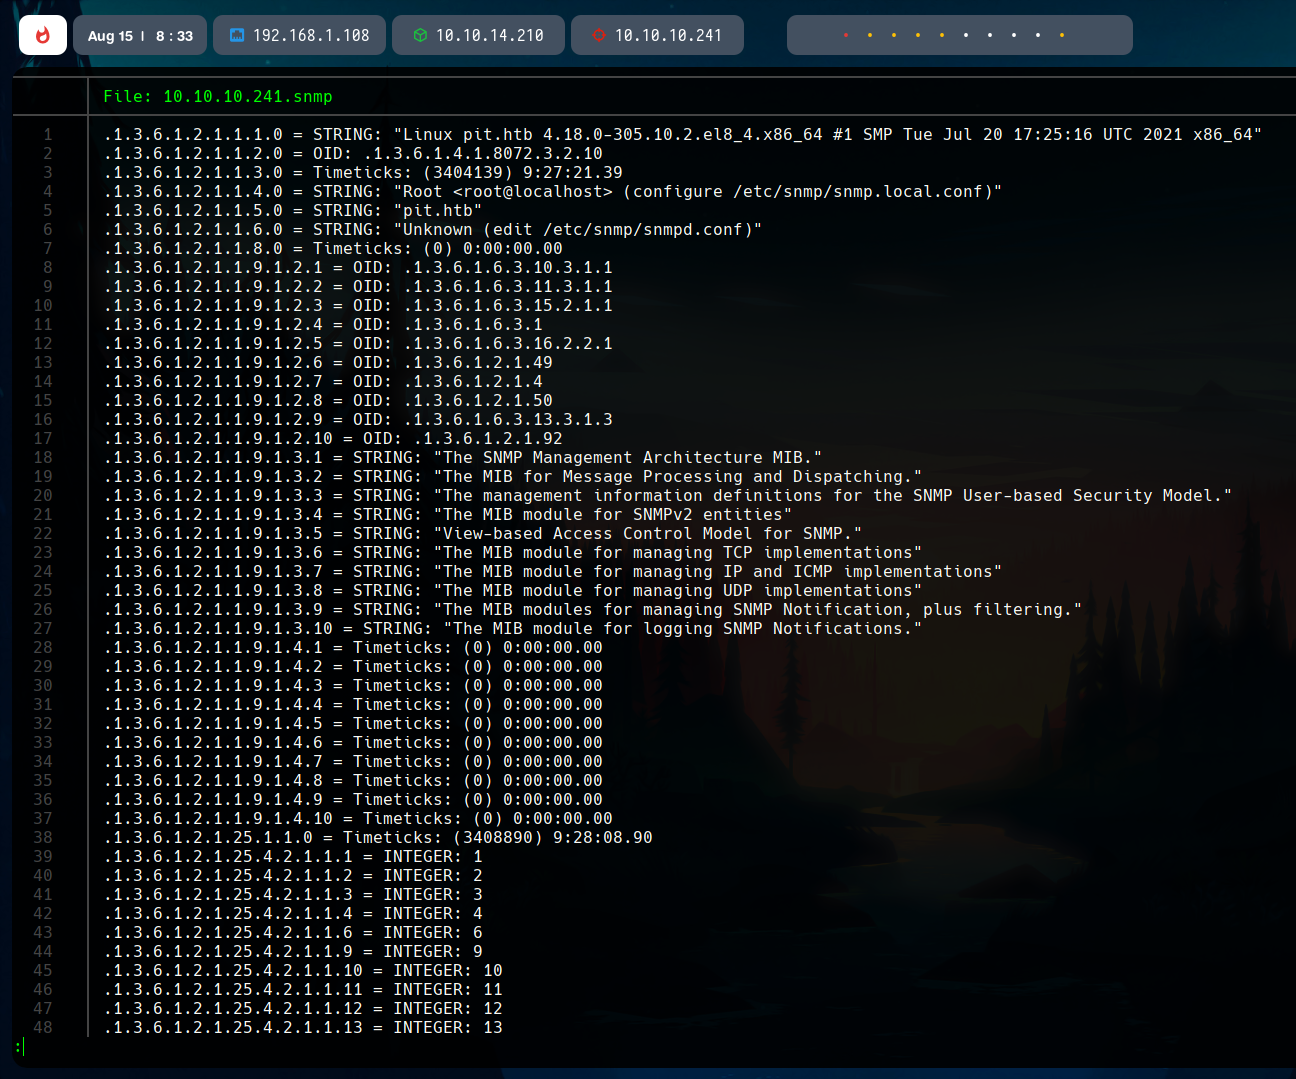 Aug 15 | 8 : 33 192.168.1.108 10.10.14.210 10.10.10.241
File: 10.10.10.241.snmp
1 .1.3.6.1.2.1.1.1.0 = STRING: "Linux pit.htb 4.18.0-305.10.2.el8_4.x86_64 #1 SMP Tue Jul 20 17:25:16 UTC 2021 x86_64"
2 .1.3.6.1.2.1.1.2.0 = OID: .1.3.6.1.4.1.8072.3.2.10
3 .1.3.6.1.2.1.1.3.0 = Timeticks: (3404139) 9:27:21.39
4 .1.3.6.1.2.1.1.4.0 = STRING: "Root <root@localhost> (configure /etc/snmp/snmp.local.conf)"
5 .1.3.6.1.2.1.1.5.0 = STRING: "pit.htb"
6 .1.3.6.1.2.1.1.6.0 = STRING: "Unknown (edit /etc/snmp/snmpd.conf)"
7 .1.3.6.1.2.1.1.8.0 = Timeticks: (0) 0:00:00.00
8 .1.3.6.1.2.1.1.9.1.2.1 = OID: .1.3.6.1.6.3.10.3.1.1
9 .1.3.6.1.2.1.1.9.1.2.2 = OID: .1.3.6.1.6.3.11.3.1.1
10 .1.3.6.1.2.1.1.9.1.2.3 = OID: .1.3.6.1.6.3.15.2.1.1
11 .1.3.6.1.2.1.1.9.1.2.4 = OID: .1.3.6.1.6.3.1
12 .1.3.6.1.2.1.1.9.1.2.5 = OID: .1.3.6.1.6.3.16.2.2.1
13 .1.3.6.1.2.1.1.9.1.2.6 = OID: .1.3.6.1.2.1.49
14 .1.3.6.1.2.1.1.9.1.2.7 = OID: .1.3.6.1.2.1.4
15 .1.3.6.1.2.1.1.9.1.2.8 = OID: .1.3.6.1.2.1.50
16 .1.3.6.1.2.1.1.9.1.2.9 = OID: .1.3.6.1.6.3.13.3.1.3
17 .1.3.6.1.2.1.1.9.1.2.10 = OID: .1.3.6.1.2.1.92
18 .1.3.6.1.2.1.1.9.1.3.1 = STRING: "The SNMP Management Architecture MIB."
19 .1.3.6.1.2.1.1.9.1.3.2 = STRING: "The MIB for Message Processing and Dispatching."
20 .1.3.6.1.2.1.1.9.1.3.3 = STRING: "The management information definitions for the SNMP User-based Security Model."
21 .1.3.6.1.2.1.1.9.1.3.4 = STRING: "The MIB module for SNMPv2 entities"
22 .1.3.6.1.2.1.1.9.1.3.5 = STRING: "View-based Access Control Model for SNMP."
23 .1.3.6.1.2.1.1.9.1.3.6 = STRING: "The MIB module for managing TCP implementations"
24 .1.3.6.1.2.1.1.9.1.3.7 = STRING: "The MIB module for managing IP and ICMP implementations"
25 .1.3.6.1.2.1.1.9.1.3.8 = STRING: "The MIB module for managing UDP implementations"
26 .1.3.6.1.2.1.1.9.1.3.9 = STRING: "The MIB modules for managing SNMP Notification, plus filtering."
27 .1.3.6.1.2.1.1.9.1.3.10 = STRING: "The MIB module for logging SNMP Notifications."
28 .1.3.6.1.2.1.1.9.1.4.1 = Timeticks: (0) 0:00:00.00
29 .1.3.6.1.2.1.1.9.1.4.2 = Timeticks: (0) 0:00:00.00
30 .1.3.6.1.2.1.1.9.1.4.3 = Timeticks: (0) 0:00:00.00
31 .1.3.6.1.2.1.1.9.1.4.4 = Timeticks: (0) 0:00:00.00
32 .1.3.6.1.2.1.1.9.1.4.5 = Timeticks: (0) 0:00:00.00
33 .1.3.6.1.2.1.1.9.1.4.6 = Timeticks: (0) 0:00:00.00
34 .1.3.6.1.2.1.1.9.1.4.7 = Timeticks: (0) 0:00:00.00
35 .1.3.6.1.2.1.1.9.1.4.8 = Timeticks: (0) 0:00:00.00
36 .1.3.6.1.2.1.1.9.1.4.9 = Timeticks: (0) 0:00:00.00
37 .1.3.6.1.2.1.1.9.1.4.10 = Timeticks: (0) 0:00:00.00
38 .1.3.6.1.2.1.25.1.1.0 = Timeticks: (3408890) 9:28:08.90
39 .1.3.6.1.2.1.25.4.2.1.1.1 = INTEGER: 1
40 .1.3.6.1.2.1.25.4.2.1.1.2 = INTEGER: 2
41 .1.3.6.1.2.1.25.4.2.1.1.3 = INTEGER: 3
42 .1.3.6.1.2.1.25.4.2.1.1.4 = INTEGER: 4
43 .1.3.6.1.2.1.25.4.2.1.1.6 = INTEGER: 6
44 .1.3.6.1.2.1.25.4.2.1.1.9 = INTEGER: 9
45 .1.3.6.1.2.1.25.4.2.1.1.10 = INTEGER: 10
46 .1.3.6.1.2.1.25.4.2.1.1.11 = INTEGER: 11
47 .1.3.6.1.2.1.25.4.2.1.1.12 = INTEGER: 12
48 .1.3.6.1.2.1.25.4.2.1.1.13 = INTEGER: 13
: